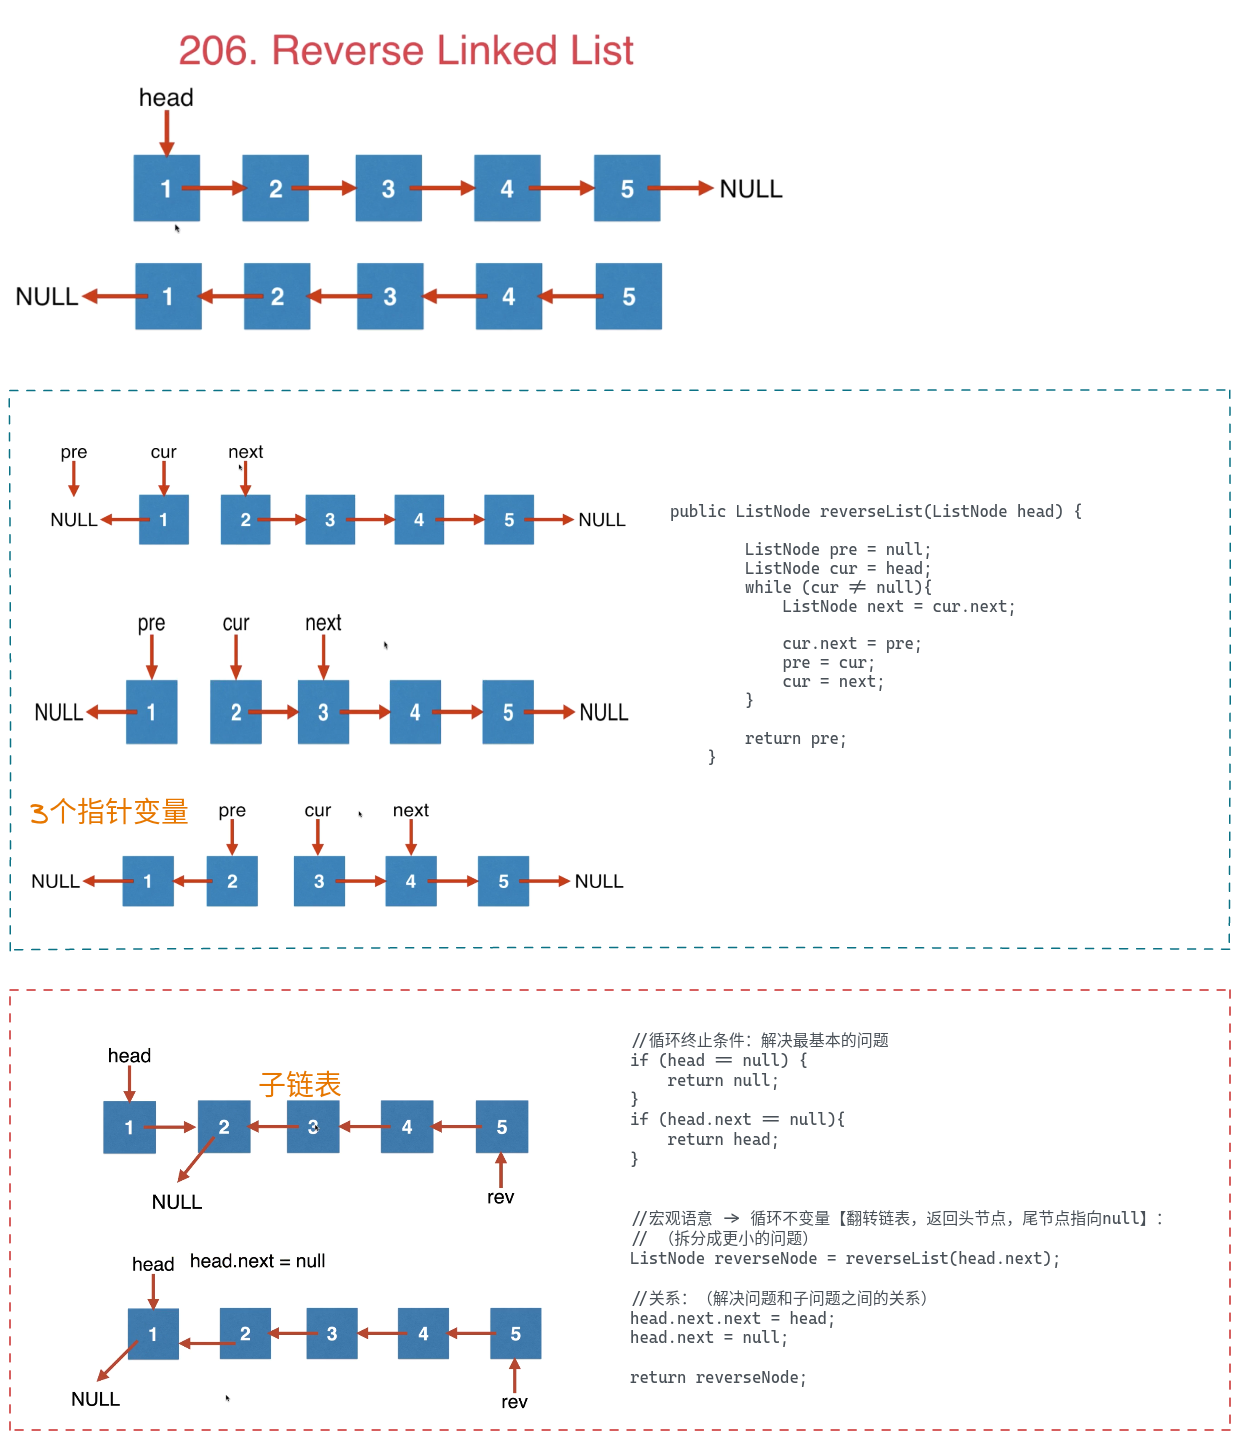 206. Reverse Linked List
head
1 2 3 4 5 NULL
NULL 1 2 3 4 5
pre cur next
NULL 1 2 3 4 5 NULL
pre cur next
NULL 1 2 3 4 5 NULL
3个指针变量
pre cur next
NULL 1 2 3 4 5 NULL
public ListNode reverseList(ListNode head) {
ListNode pre = null;
ListNode cur = head;
while (cur ≠ null){
ListNode next = cur.next;
cur.next = pre;
pre = cur;
cur = next;
}
return pre;
}
head
子链表
1 2 3 4 5
NULL
rev
head head.next = null
1 2 3 4 5
NULL
rev
//循环终止条件：解决最基本的问题
if (head == null) {
return null;
}
if (head.next == null){
return head;
}
//宏观语意 -> 循环不变量【翻转链表，返回头节点，尾节点指向null】：
// （拆分成更小的问题）
ListNode reverseNode = reverseList(head.next);
//关系：（解决问题和子问题之间的关系）
head.next.next = head;
head.next = null;
return reverseNode;